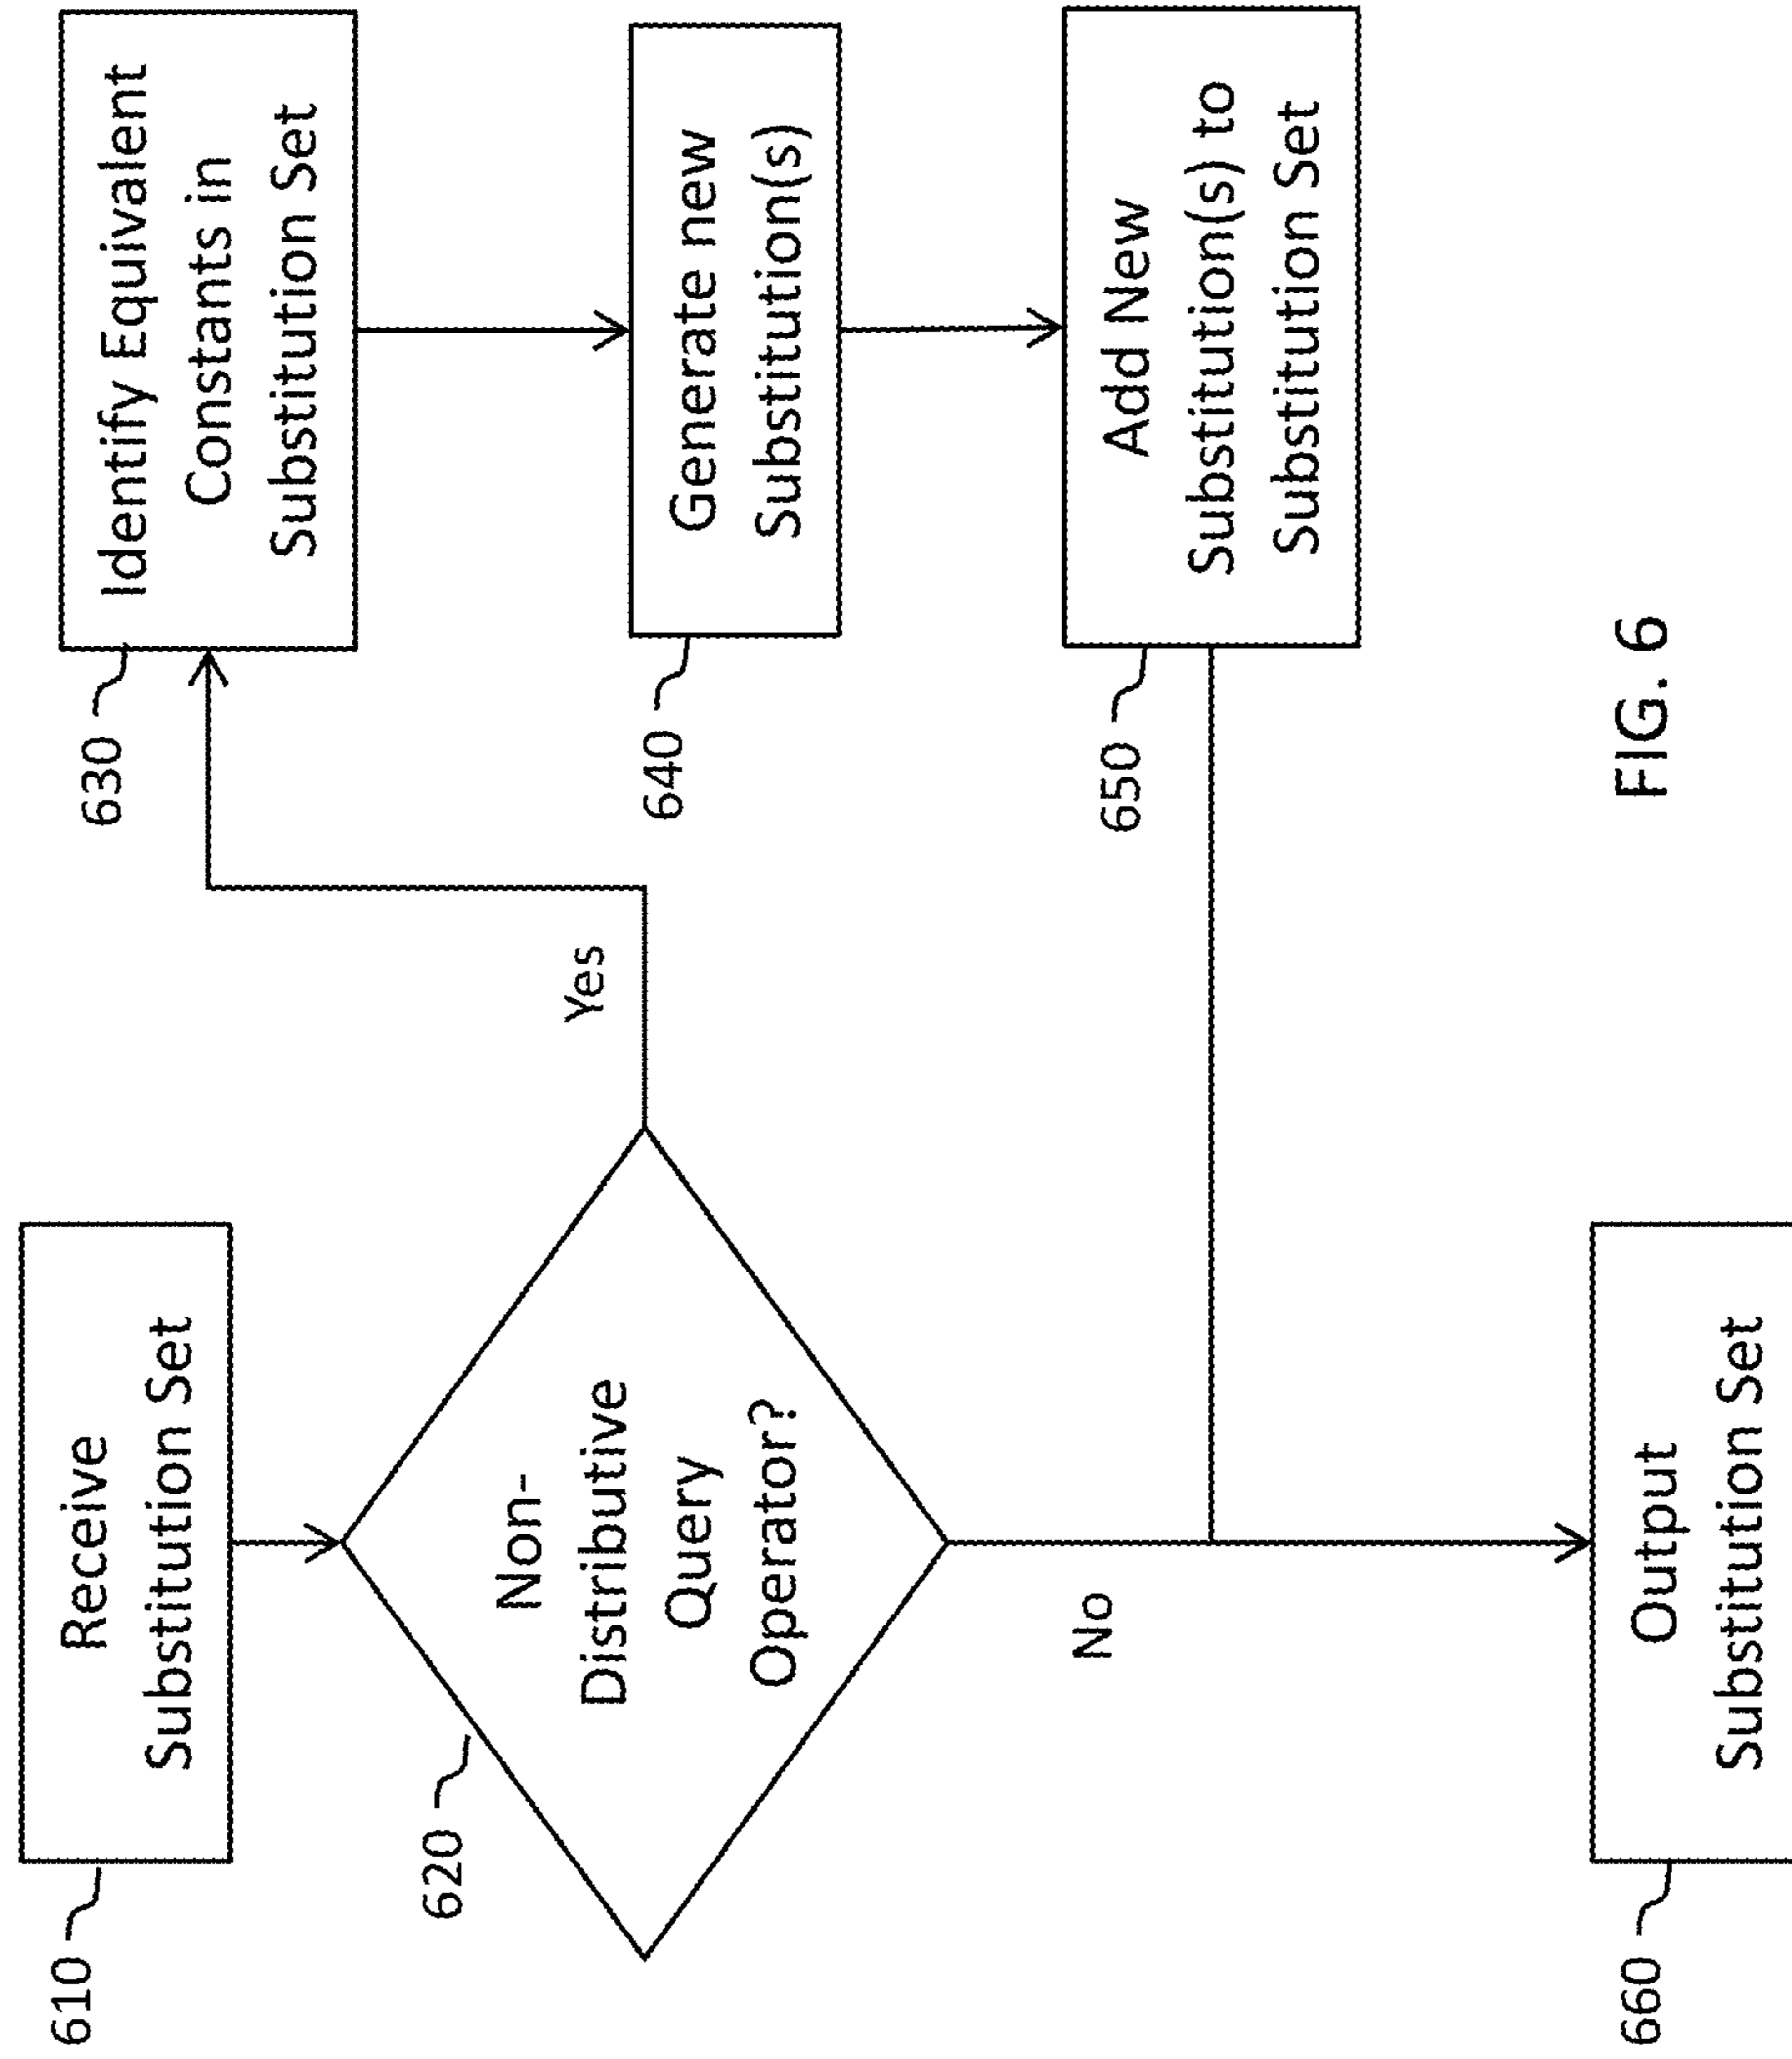 610
Receive
Substitution Set
620
Non-
Distributive
Query
Operator?
Yes
No
630
Identify Equivalent
Constants in
Substitution Set
640
Generate new
Substitution(s)
650
Add New
Substitution(s) to
Substitution Set
660
Output
Substitution Set
FIG. 6